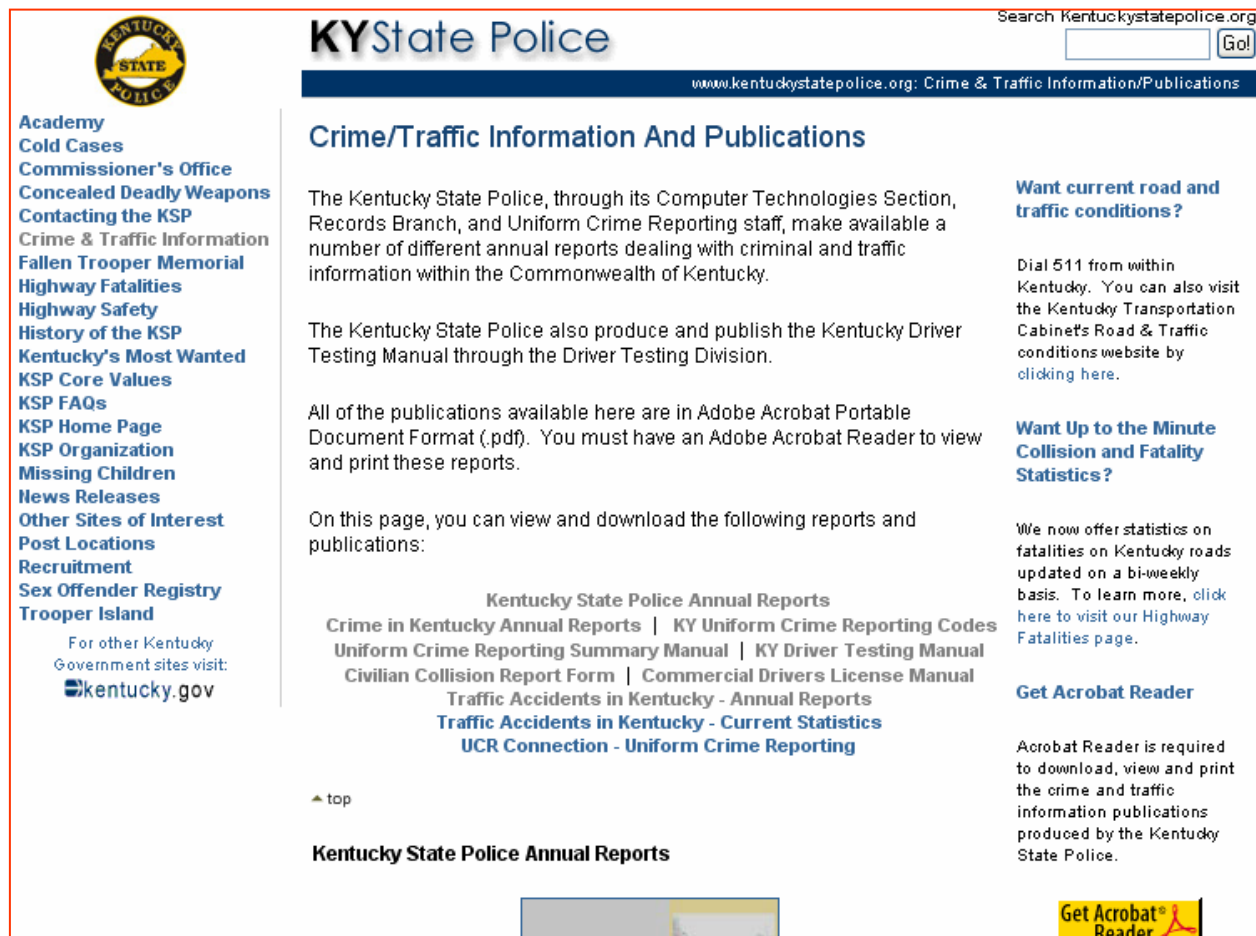 KENTUCKY
STATE
POLICE
KYState Police
Search Kentuckystatepolice.org
Go!
www.kentuckystatepolice.org: Crime & Traffic Information/Publications
Academy
Cold Cases
Commissioner's Office
Concealed Deadly Weapons
Contacting the KSP
Crime & Traffic Information
Fallen Trooper Memorial
Highway Fatalities
Highway Safety
History of the KSP
Kentucky's Most Wanted
KSP Core Values
KSP FAQs
KSP Home Page
KSP Organization
Missing Children
News Releases
Other Sites of Interest
Post Locations
Recruitment
Sex Offender Registry
Trooper Island
For other Kentucky
Government sites visit:
kentucky.gov
Crime/Traffic Information And Publications
The Kentucky State Police, through its Computer Technologies Section,
Records Branch, and Uniform Crime Reporting staff, make available a
number of different annual reports dealing with criminal and traffic
information within the Commonwealth of Kentucky.
The Kentucky State Police also produce and publish the Kentucky Driver
Testing Manual through the Driver Testing Division.
All of the publications available here are in Adobe Acrobat Portable
Document Format (.pdf). You must have an Adobe Acrobat Reader to view
and print these reports.
On this page, you can view and download the following reports and
publications:
Kentucky State Police Annual Reports
Crime in Kentucky Annual Reports | KY Uniform Crime Reporting Codes
Uniform Crime Reporting Summary Manual | KY Driver Testing Manual
Civilian Collision Report Form | Commercial Drivers License Manual
Traffic Accidents in Kentucky - Annual Reports
Traffic Accidents in Kentucky - Current Statistics
UCR Connection - Uniform Crime Reporting
top
Kentucky State Police Annual Reports
Want current road and
traffic conditions?
Dial 511 from within
Kentucky. You can also visit
the Kentucky Transportation
Cabinet's Road & Traffic
conditions website by
clicking here.
Want Up to the Minute
Collision and Fatality
Statistics?
We now offer statistics on
fatalities on Kentucky roads
updated on a bi-weekly
basis. To learn more, click
here to visit our Highway
Fatalities page.
Get Acrobat Reader
Acrobat Reader is required
to download, view and print
the crime and traffic
information publications
produced by the Kentucky
State Police.
Get Acrobat®
Reader